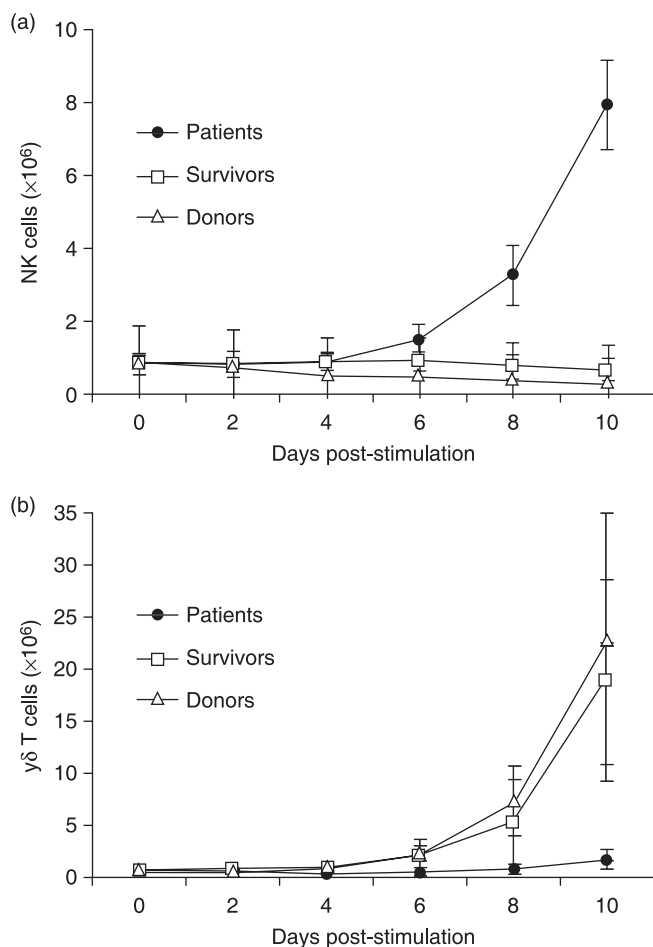 (a)
10
8
6
4
2
0
NK cells (×10⁶)
Patients
Survivors
Donors
0 2 4 6 8 10
Days post-stimulation
(b)
35
30
25
20
15
10
5
0
γδ T cells (×10⁶)
Patients
Survivors
Donors
0 2 4 6 8 10
Days post-stimulation